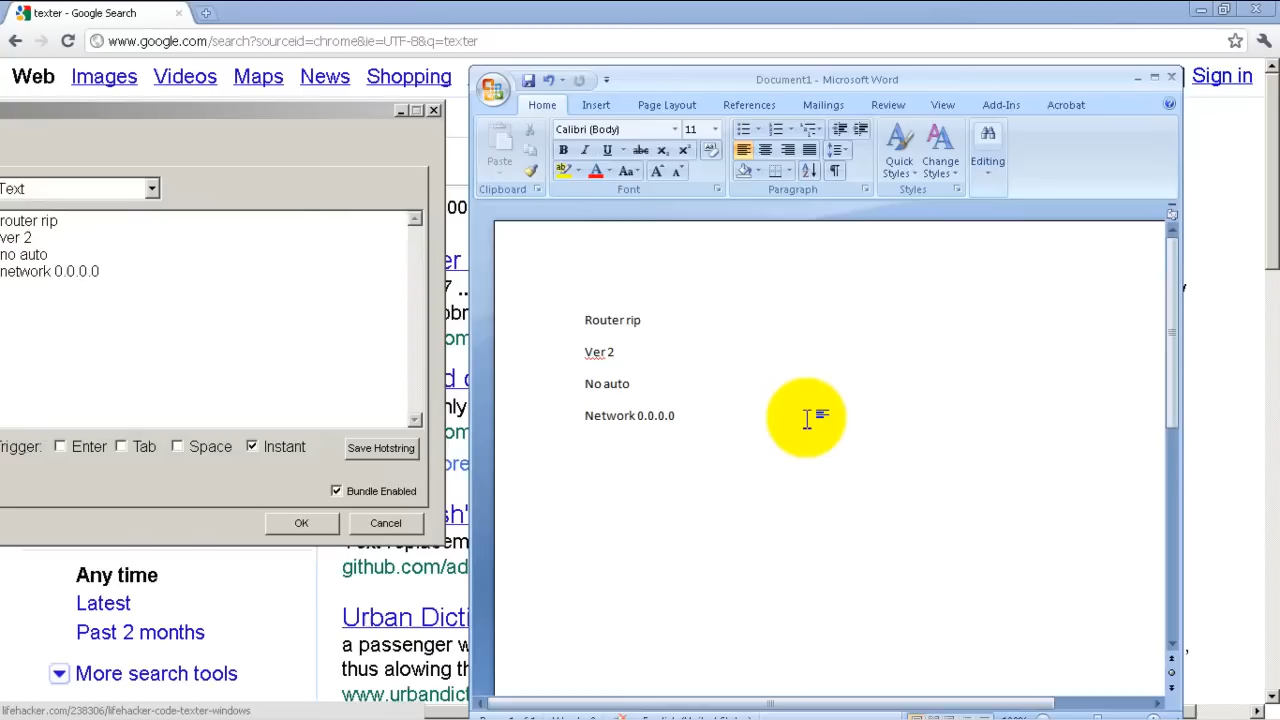 texter - Google Search
www.google.com/search?sourceid=chrome&ie=UTF-8&q=texter
Web Images Videos Maps News Shopping
Sign in
Document1 - Microsoft Word
Home Insert Page Layout References Mailings Review View Add-Ins Acrobat
Calibri (Body) 11
Paste
Quick Styles
Change Styles
Editing
Clipboard Font Paragraph Styles
Text
router rip
ver 2
no auto
network 0.0.0.0
Router rip
Ver 2
No auto
Network 0.0.0.0
Enter Tab Space Instant
Save Hotstring
Bundle Enabled
OK Cancel
Any time
Latest
Past 2 months
More search tools
github.com/ad
Urban Dicti
a passenger w
thus alowing th
www.urbandict
lifehacker.com/238306/lifehacker-code-texter-windows